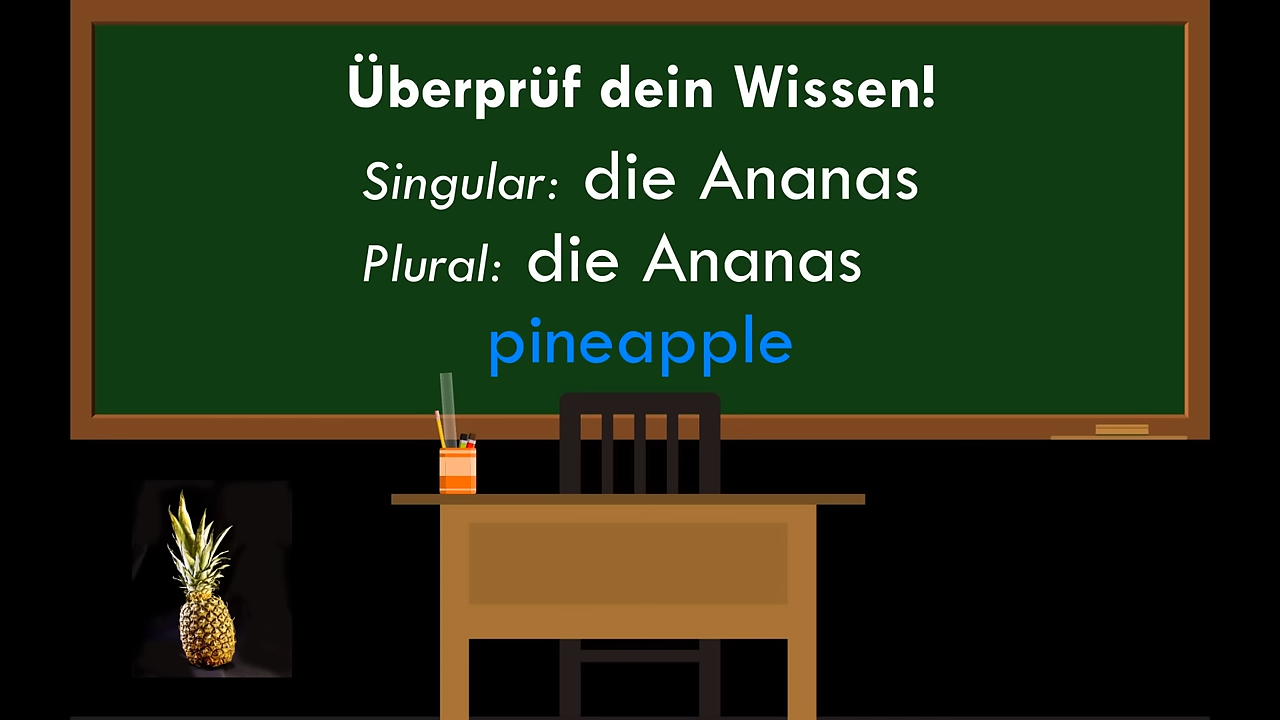 Überprüf dein Wissen!
Singular: die Ananas
Plural: die Ananas
pineapple